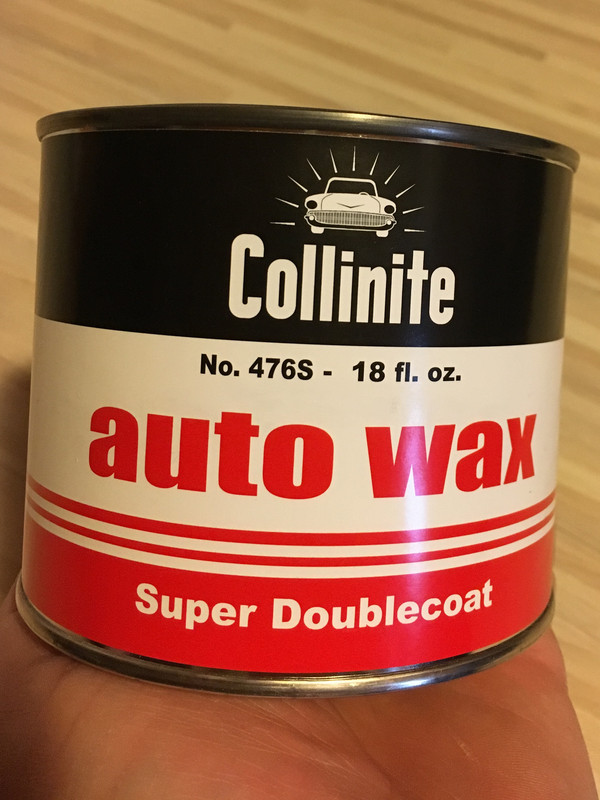 Collinite
No. 476S - 18 fl. oz.
auto wax
Super Doublecoat